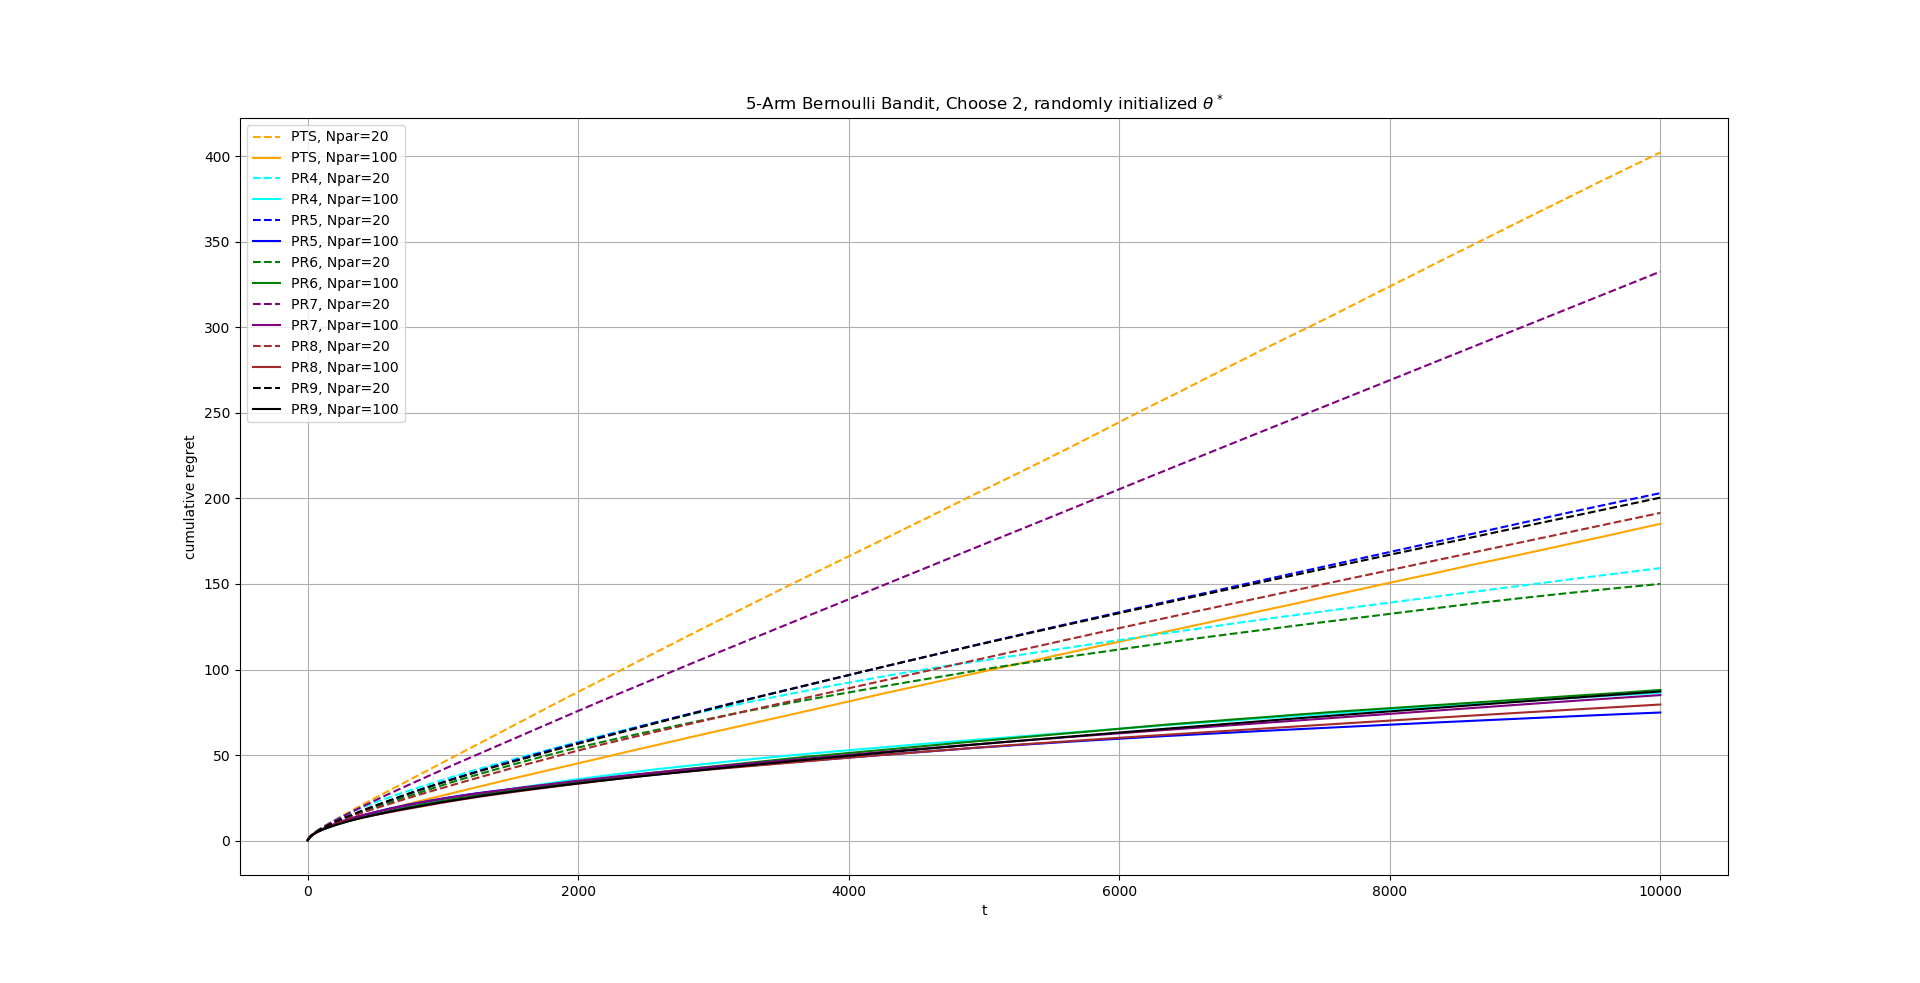 5-Arm Bernoulli Bandit, Choose 2, randomly initialized θ*
PTS, Npar=20
PTS, Npar=100
PR4, Npar=20
PR4, Npar=100
PR5, Npar=20
PR5, Npar=100
PR6, Npar=20
PR6, Npar=100
PR7, Npar=20
PR7, Npar=100
PR8, Npar=20
PR8, Npar=100
PR9, Npar=20
PR9, Npar=100
cumulative regret
400
350
300
250
200
150
100
50
0
0 2000 4000 6000 8000 10000
t